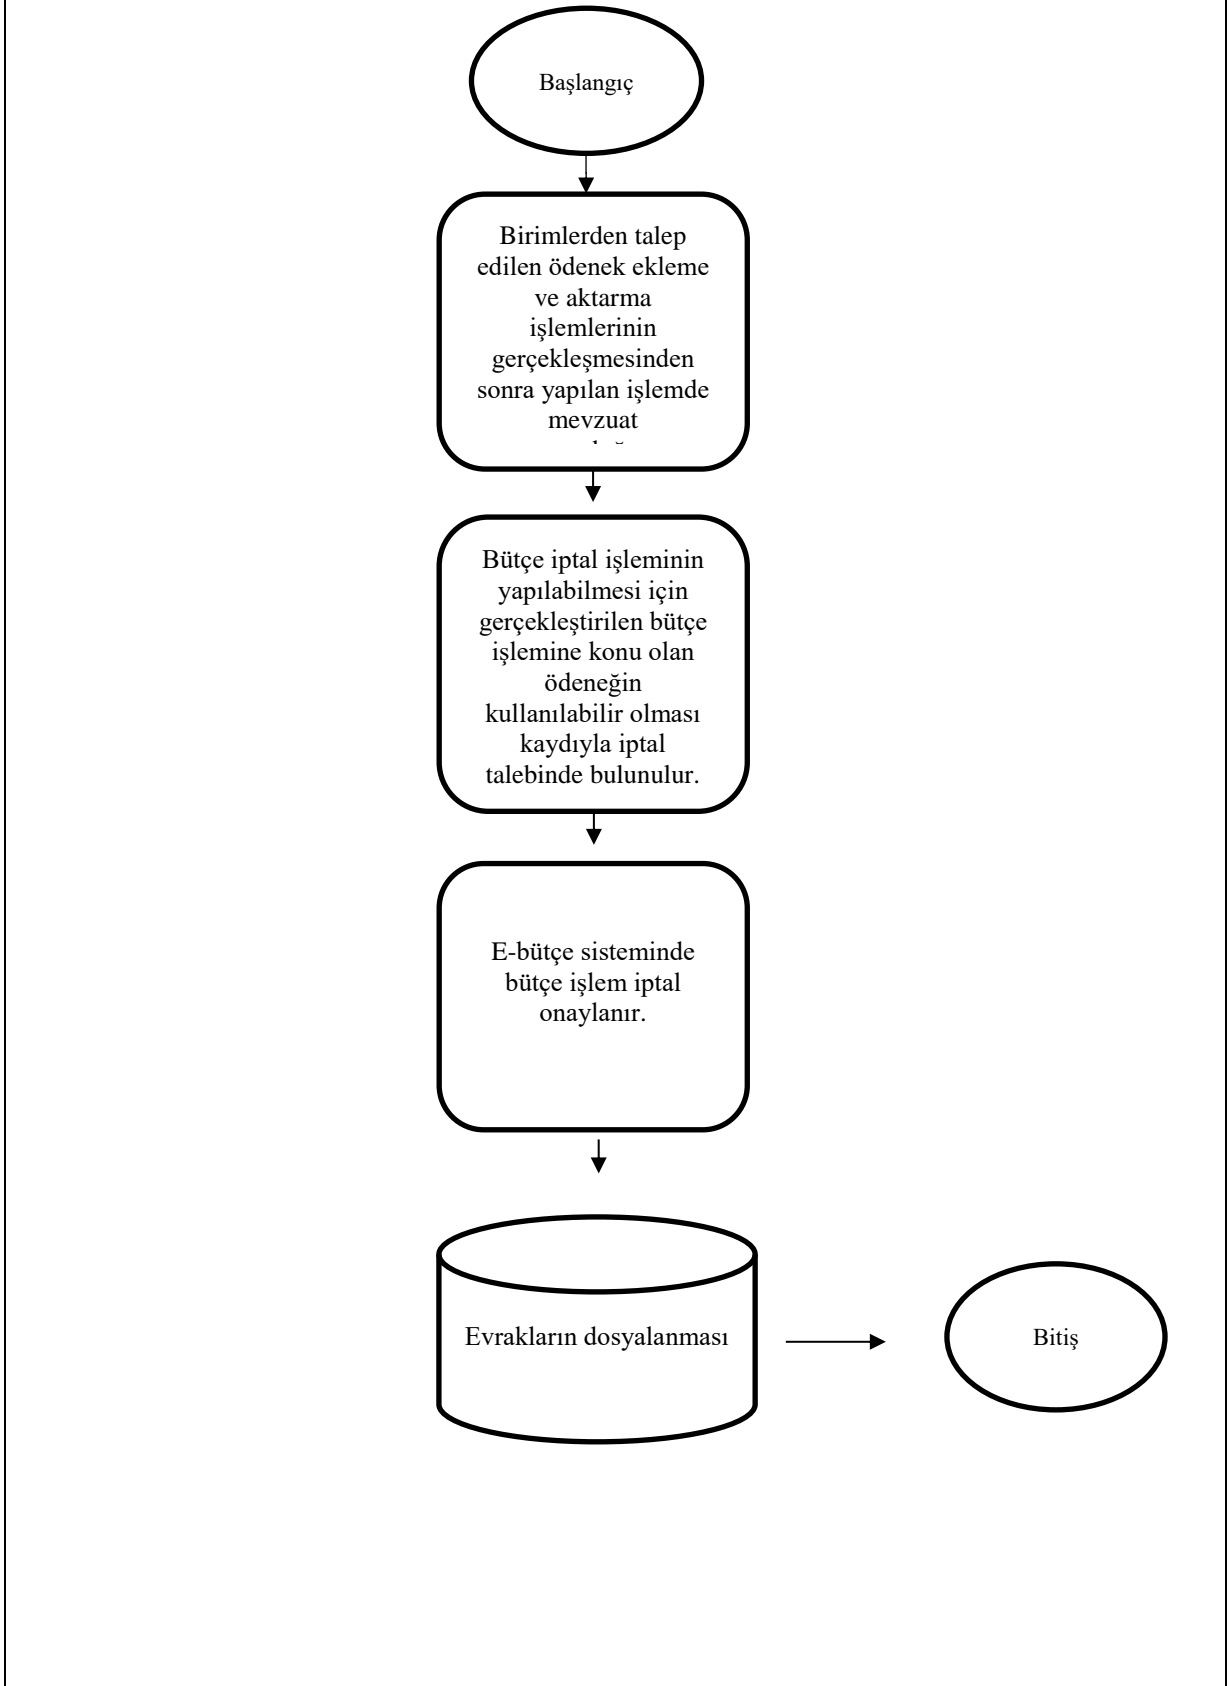 Başlangıç
Birimlerden talep
edilen ödenek ekleme
ve aktarma
işlemlerinin
gerçekleşmesinden
sonra yapılan işlemde
mevzuat
Bütçe iptal işleminin
yapılabilmesi için
gerçekleştirilen bütçe
işlemine konu olan
ödeneğin
kullanılabilir olması
kaydıyla iptal
talebinde bulunulur.
E-bütçe sisteminde
bütçe işlem iptal
onaylanır.
Evrakların dosyalanması
Bitiş